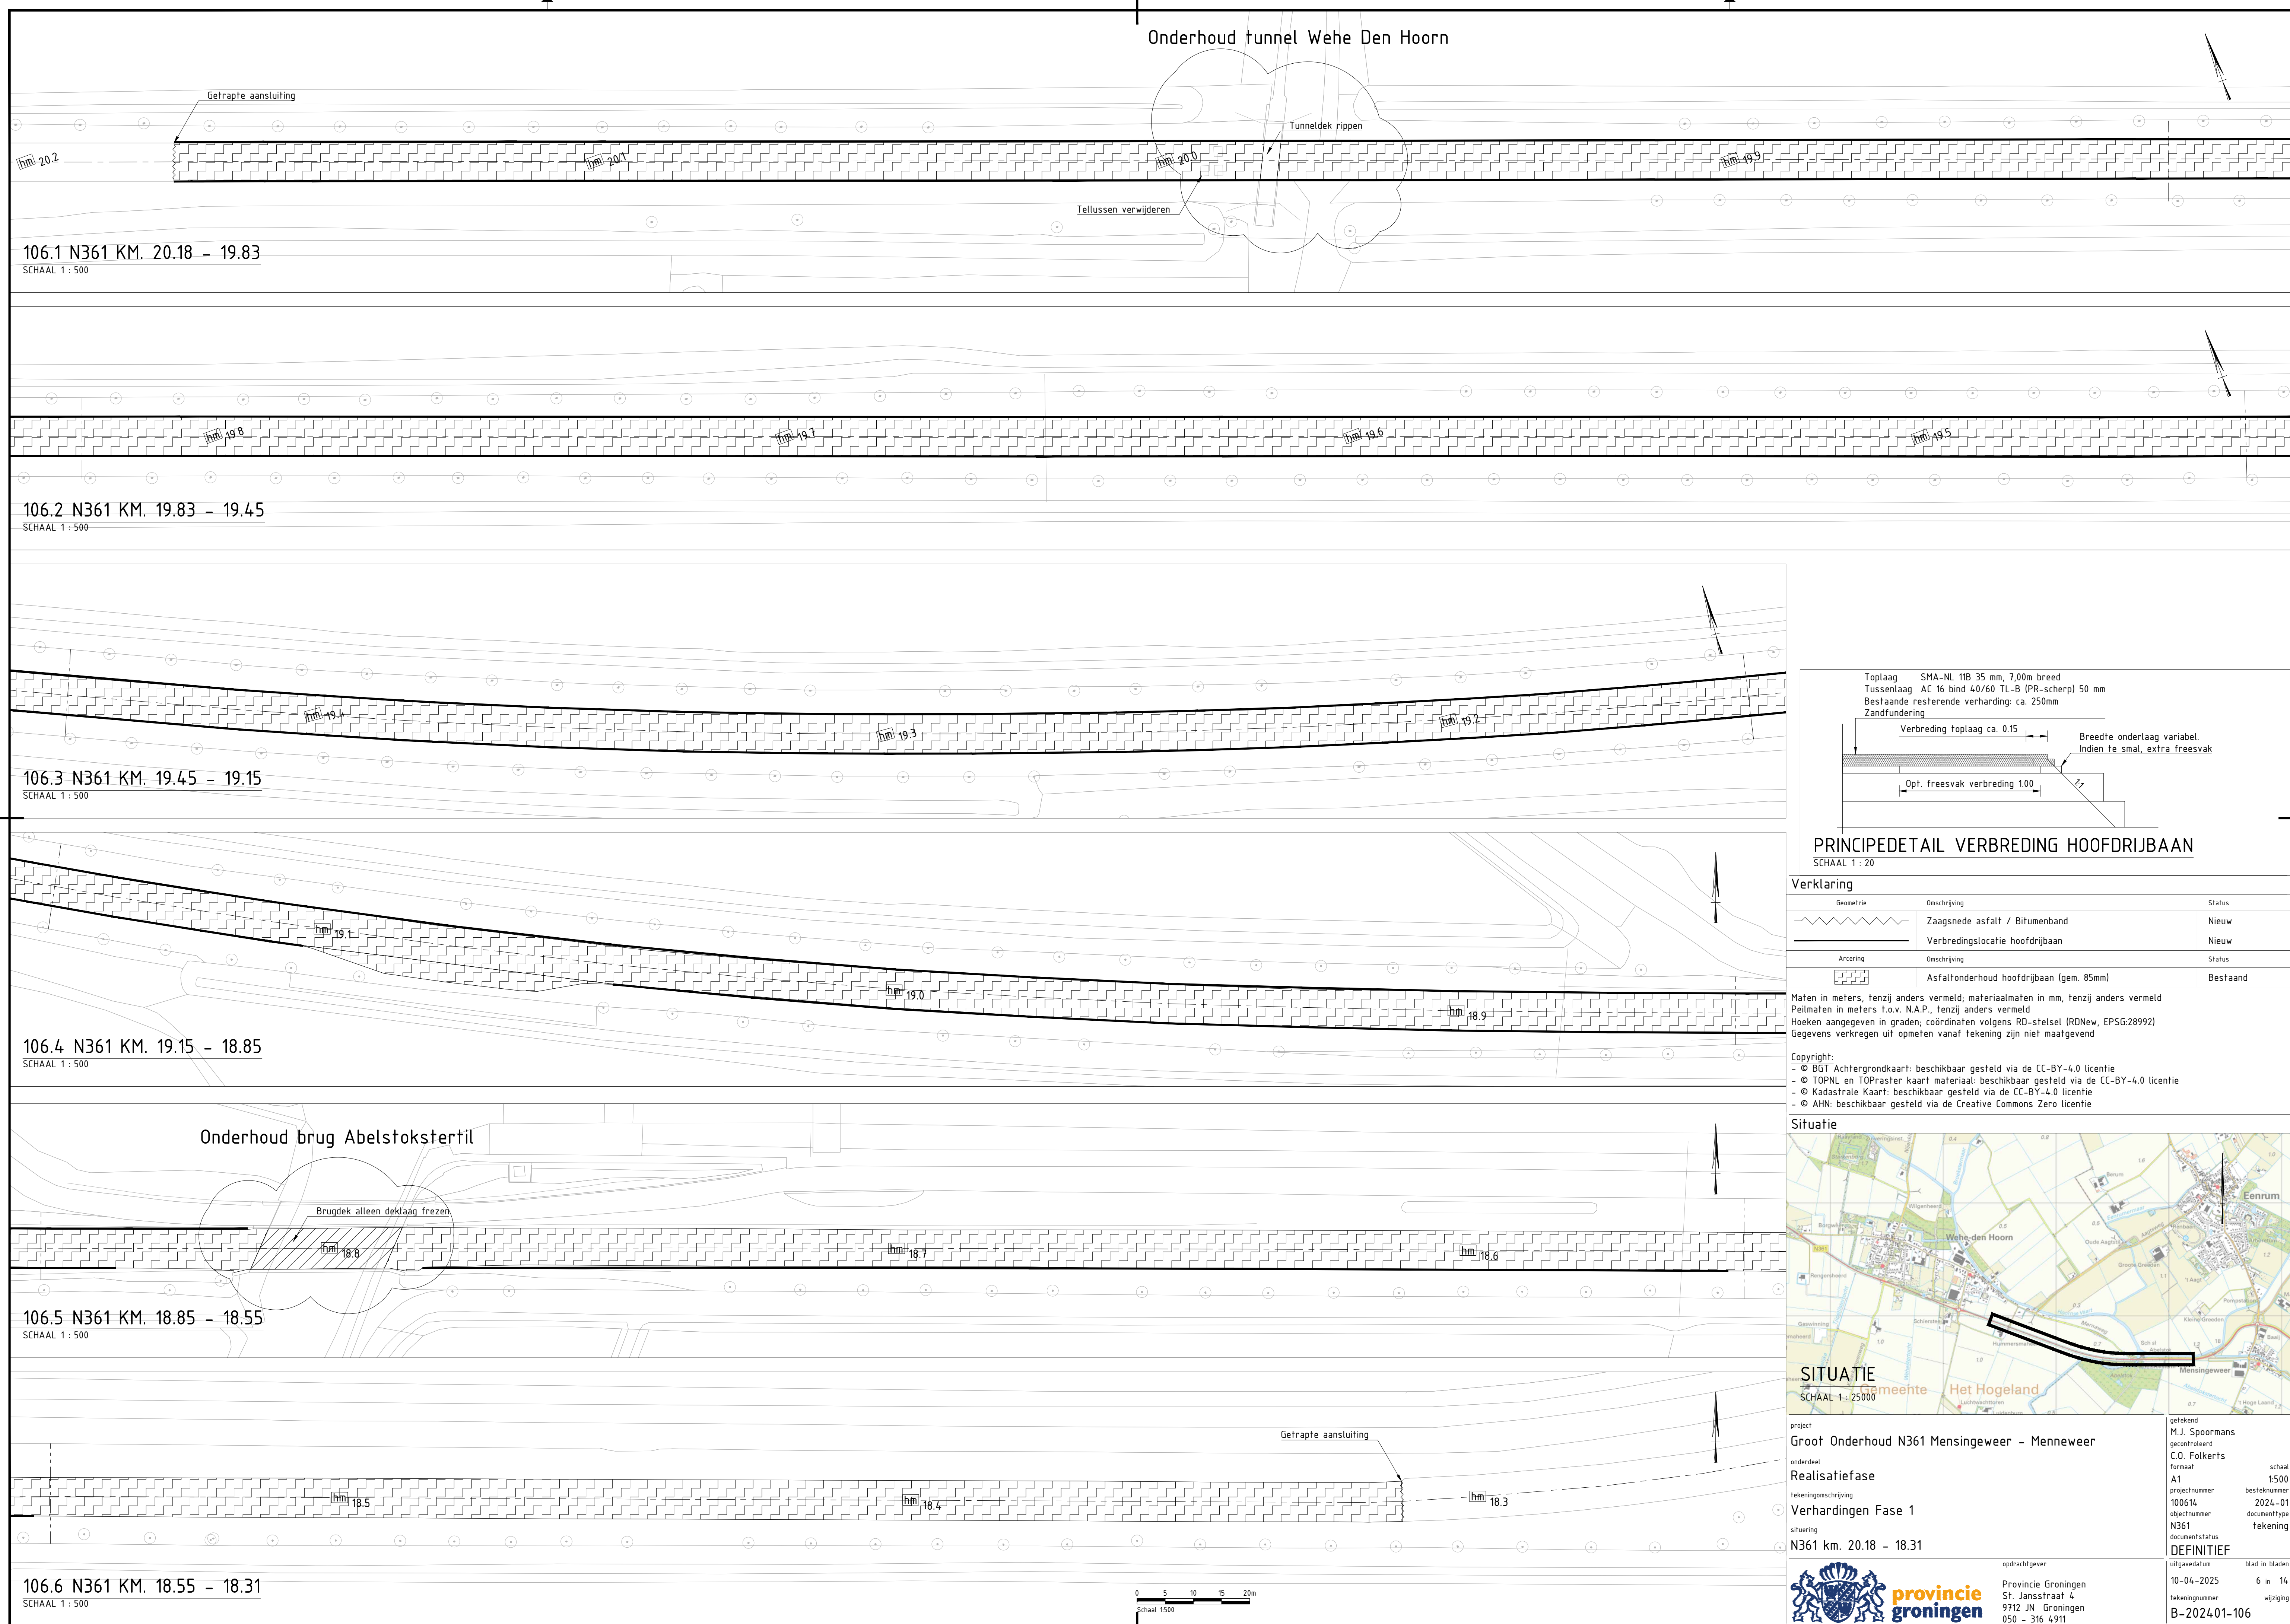 Onderhoud tunnel Wehe Den Hoorn
Getrapte aansluiting
Tunneldek rippen
hm 20.2
hm 20.1
hm 20.0
hm 19.9
Tellussen verwijderen
106.1 N361 KM. 20.18 - 19.83
SCHAAL 1 : 500
hm 19.8
hm 19.7
hm 19.6
hm 19.5
106.2 N361 KM. 19.83 - 19.45
SCHAAL 1 : 500
hm 19.4
hm 19.3
hm 19.2
106.3 N361 KM. 19.45 - 19.15
SCHAAL 1 : 500
hm 19.1
hm 19.0
hm 18.9
106.4 N361 KM. 19.15 - 18.85
SCHAAL 1 : 500
Onderhoud brug Abelstokstertil
Brugdek alleen deklaag frezen
hm 18.8
hm 18.7
hm 18.6
106.5 N361 KM. 18.85 - 18.55
SCHAAL 1 : 500
Getrapte aansluiting
hm 18.5
hm 18.4
hm 18.3
106.6 N361 KM. 18.55 - 18.31
SCHAAL 1 : 500
0 5 10 15 20m
Schaal 1:500
Toplaag SMA-NL 11B 35 mm, 7,00m breed
Tussenlaag AC 16 bind 40/60 TL-B (PR-scherp) 50 mm
Bestaande resterende verharding: ca. 250mm
Zandfundering
Verbreding toplaag ca. 0.15
Breedte onderlaag variabel.
Indien te smal, extra freesvak
Opt. freesvak verbreding 1.00
1:1
PRINCIPEDETAIL VERBREDING HOOFDRIJBAAN
SCHAAL 1 : 20
Verklaring
Geometrie Omschrijving Status
Zaagsnede asfalt / Bitumenband Nieuw
Verbredingslocatie hoofdrijbaan Nieuw
Arcering Omschrijving Status
Asfaltonderhoud hoofdrijbaan (gem. 85mm) Bestaand
Maten in meters, tenzij anders vermeld; materiaalmaten in mm, tenzij anders vermeld
Peilmaten in meters t.o.v. N.A.P., tenzij anders vermeld
Hoeken aangegeven in graden; coördinaten volgens RD-stelsel (RDNew, EPSG:28992)
Gegevens verkregen uit opmeten vanaf tekening zijn niet maatgevend
Copyright:
- © BGT Achtergrondkaart: beschikbaar gesteld via de CC-BY-4.0 licentie
- © TOPNL en TOPraster kaart materiaal: beschikbaar gesteld via de CC-BY-4.0 licentie
- © Kadastrale Kaart: beschikbaar gesteld via de CC-BY-4.0 licentie
- © AHN: beschikbaar gesteld via de Creative Commons Zero licentie
Situatie
Eenrum
Wehe-den Hoorn
N361
Mensingeweer
Gemeente Het Hogeland
SITUATIE
SCHAAL 1 : 25000
project
Groot Onderhoud N361 Mensingeweer - Menneweer
onderdeel
Realisatiefase
tekeningomschrijving
Verhardingen Fase 1
situering
N361 km. 20.18 - 18.31
getekend
M.J. Spoormans
gecontroleerd
C.O. Folkerts
formaat schaal
A1 1:500
projectnummer besteknummer
100614 2024-01
objectnummer documenttype
N361 tekening
documentstatus
DEFINITIEF
uitgavedatum blad in bladen
10-04-2025 6 in 14
tekeningnummer wijziging
B-202401-106
provincie
groningen
opdrachtgever
Provincie Groningen
St. Jansstraat 4
9712 JN Groningen
050 - 316 4911